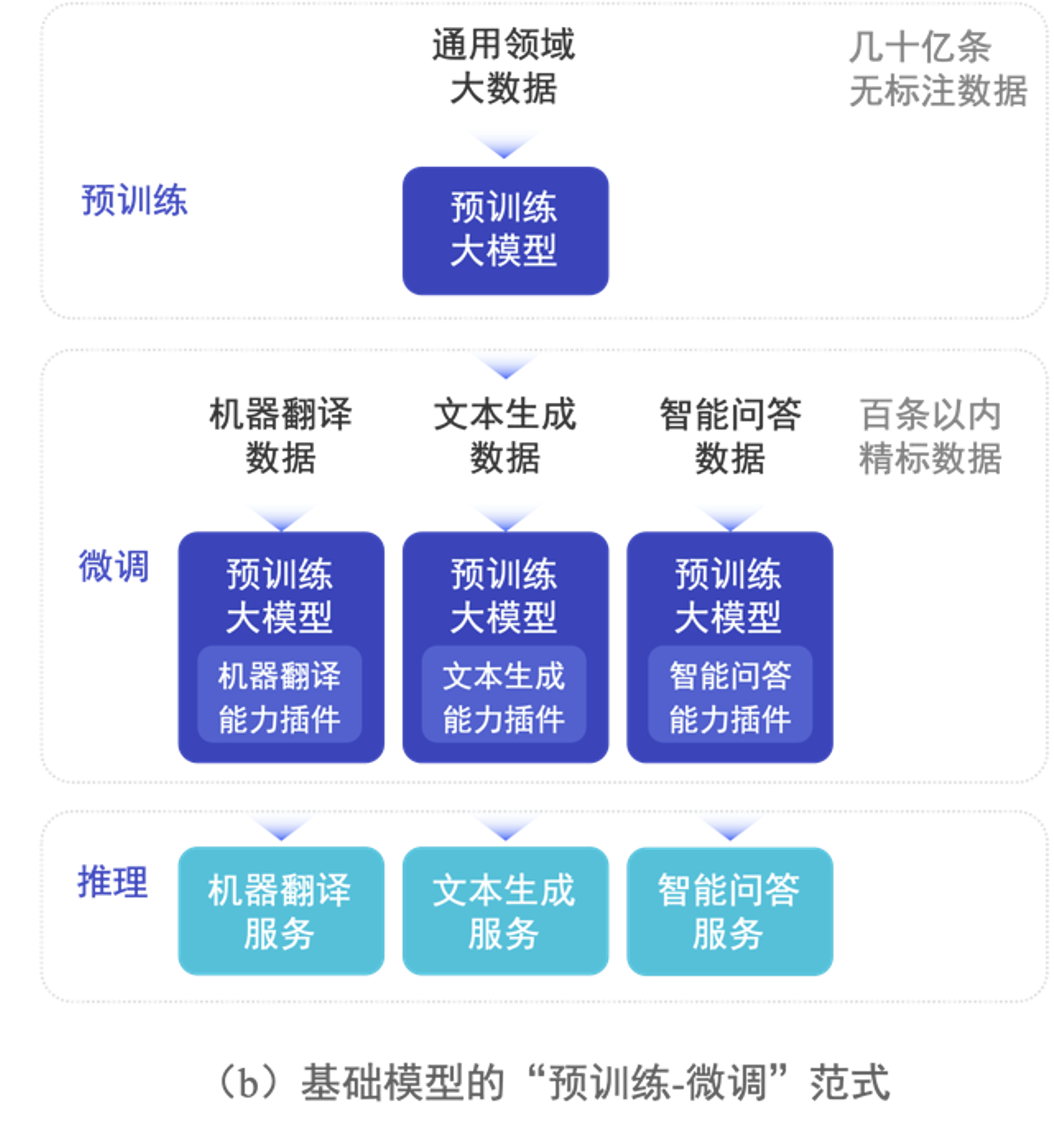 通用领域
大数据
几十亿条
无标注数据
预训练
预训练
大模型
机器翻译
数据
文本生成
数据
智能问答
数据
百条以内
精标数据
微调
预训练
大模型
机器翻译
能力插件
预训练
大模型
文本生成
能力插件
预训练
大模型
智能问答
能力插件
推理
机器翻译
服务
文本生成
服务
智能问答
服务
（b）基础模型的“预训练-微调”范式